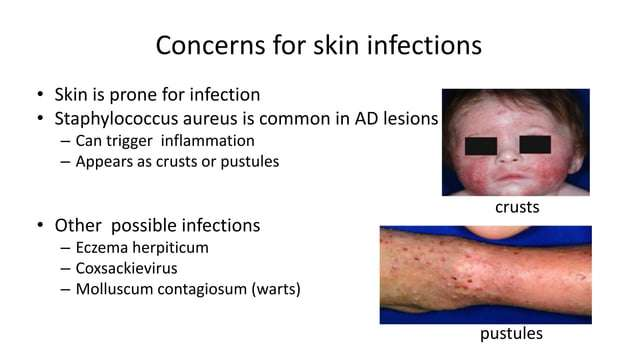 Concerns for skin infections
• Skin is prone for infection
• Staphylococcus aureus is common in AD lesions
– Can trigger inflammation
– Appears as crusts or pustules
crusts
• Other possible infections
– Eczema herpiticum
– Coxsackievirus
– Molluscum contagiosum (warts)
pustules